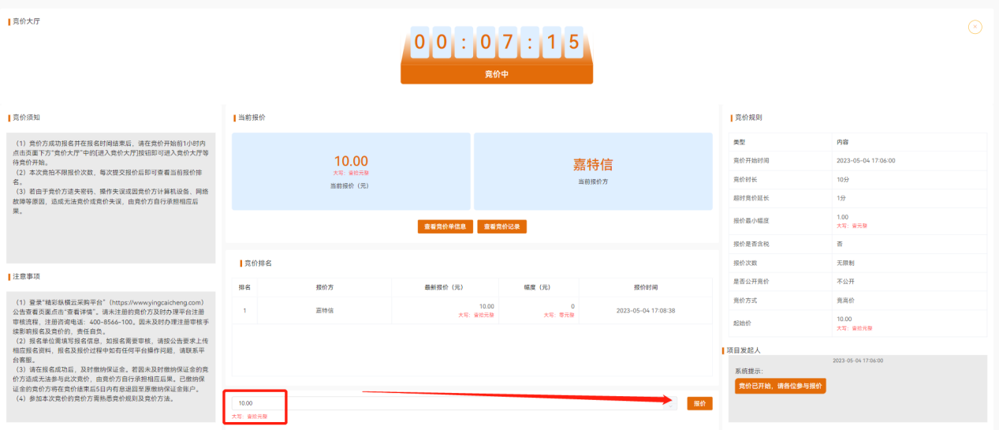 竞价大厅
00:07:15
竞价中
竞价须知
（1）竞价方成功报名并在报名时间结束后，请在竞价开始前1小时内
点击页面下方“竞价大厅”中的[进入竞价大厅]按钮即可进入竞价大厅等
待竞价开始。
（2）本次竞拍不限报价次数，每次提交报价后即可查看当前报价排
名。
（3）若由于竞价方遗失密码、操作失误或因竞价方计算机设备、网络
故障等原因，造成无法竞价或竞价失误，由竞价方自行承担相应后
果。
注意事项
（1）登录“精彩纵横云采购平台”（https://www.yingcaicheng.com）
公告查看页面点击“查看详情”。请未注册的竞价方及时办理平台注册
审核流程，注册咨询电话：400-8566-100。因未及时办理注册审核手
续影响报名及竞价的，责任自负。
（2）报名单位需填写报名信息，如报名需要审核，请按公告要求上传
相应报名资料，报名及报价过程中如有任何平台操作问题，请联系平
台客服。
（3）请在报名成功后，及时缴纳保证金。若因未及时缴纳保证金的竞
价方造成无法参与此次竞价，由竞价方自行承担相应后果。已缴纳保
证金的竞价方将在竞价结束后5日内有息退回至原缴纳保证金账户。
（4）参加本次竞价的竞价方需熟悉竞价规则及竞价方法。
当前报价
10.00
大写：壹拾元整
当前报价（元）
嘉特信
当前报价方
查看竞价单信息 查看竞价记录
竞价排名
排名 报价方 最新报价（元） 幅度（元） 报价时间
1 嘉特信 10.00 0 2023-05-04 17:08:38
大写：壹拾元整 大写：零元整
10.00 报价
大写：壹拾元整
竞价规则
类型 内容
竞价开始时间 2023-05-04 17:06:00
竞价时长 10分
超时竞价延长 1分
报价最小幅度 1.00
大写：壹元整
报价是否含税 否
报价次数 无限制
是否公开竞价 不公开
竞价方式 竞高价
起始价 10.00
大写：壹拾元整
项目发起人
2023-05-04 17:06:00
系统提示：
竞价已开始，请各位参与报价